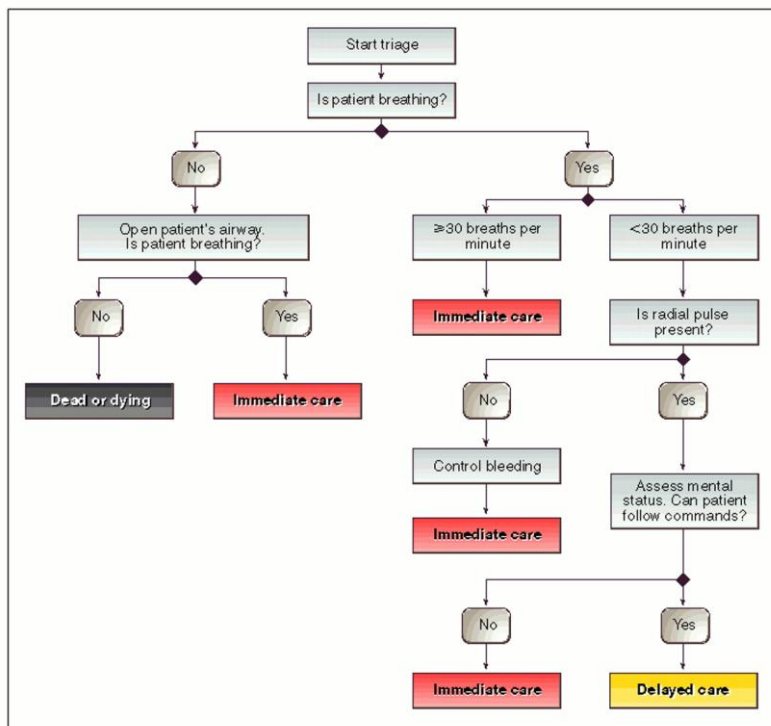 Start triage
Is patient breathing?
No
Yes
Open patient's airway.
Is patient breathing?
≥30 breaths per
minute
<30 breaths per
minute
No
Yes
Immediate care
Is radial pulse
present?
Dead or dying
Immediate care
No
Yes
Control bleeding
Assess mental
status. Can patient
follow commands?
Immediate care
No
Yes
Immediate care
Delayed care